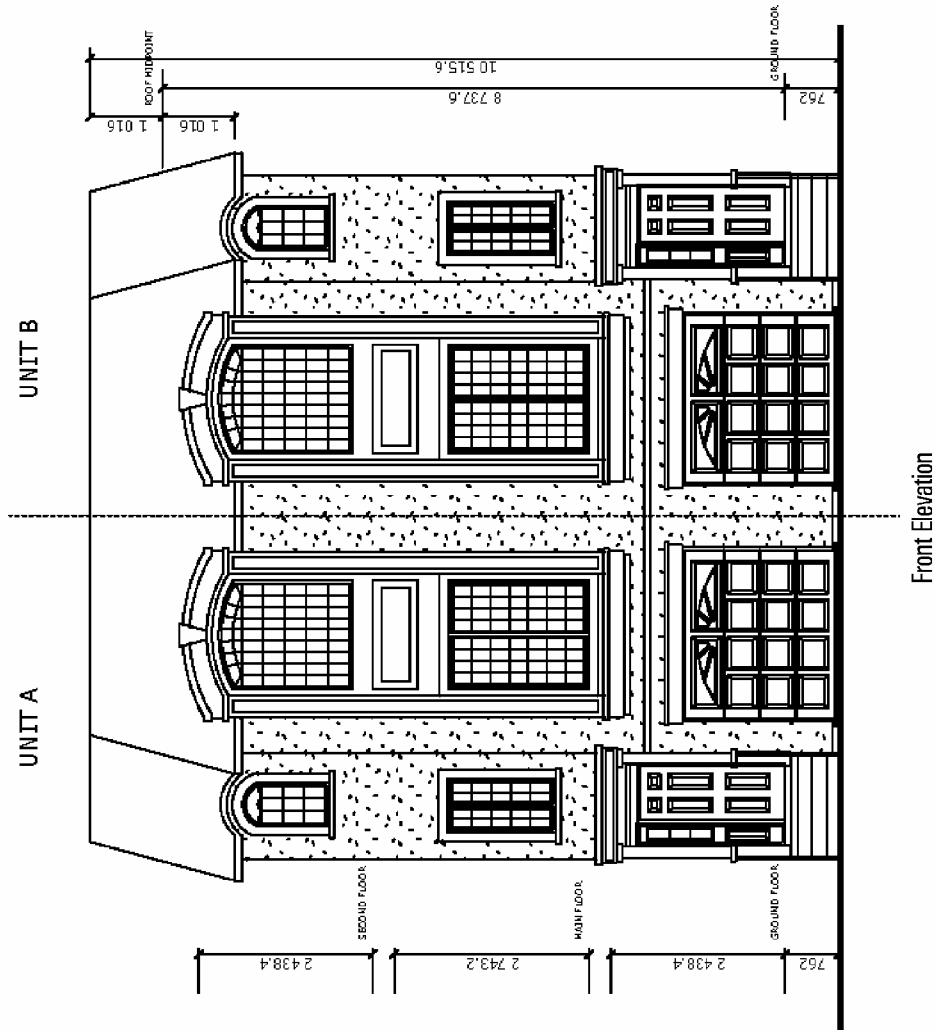 UNIT A
UNIT B
1 016
1 016
ROOF MIDPOINT
10 515.6
8 737.6
GROUND FLOOR
762
2 438.4
SECOND FLOOR
2 743.2
MAIN FLOOR
2 438.4
GROUND FLOOR
762
Front Elevation